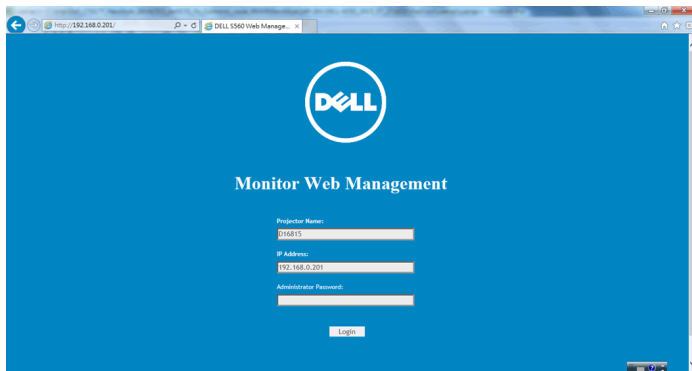 http://192.168.0.201/
DELL S560 Web Manage...
DELL
Monitor Web Management
Projector Name:
D16815
IP Address:
192.168.0.201
Administrator Password:
Login